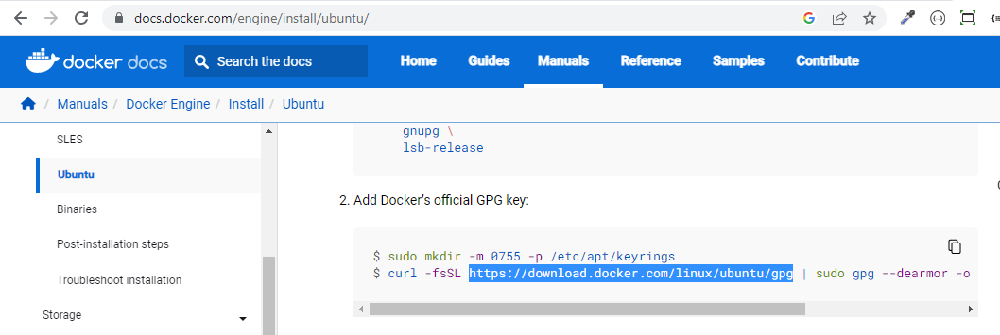 docs.docker.com/engine/install/ubuntu/
docker docs
Search the docs
Home Guides Manuals Reference Samples Contribute
/ Manuals / Docker Engine / Install / Ubuntu
SLES
Ubuntu
Binaries
Post-installation steps
Troubleshoot installation
Storage
gnupg \
lsb-release
2. Add Docker's official GPG key:
$ sudo mkdir -m 0755 -p /etc/apt/keyrings
$ curl -fsSL https://download.docker.com/linux/ubuntu/gpg | sudo gpg --dearmor -o